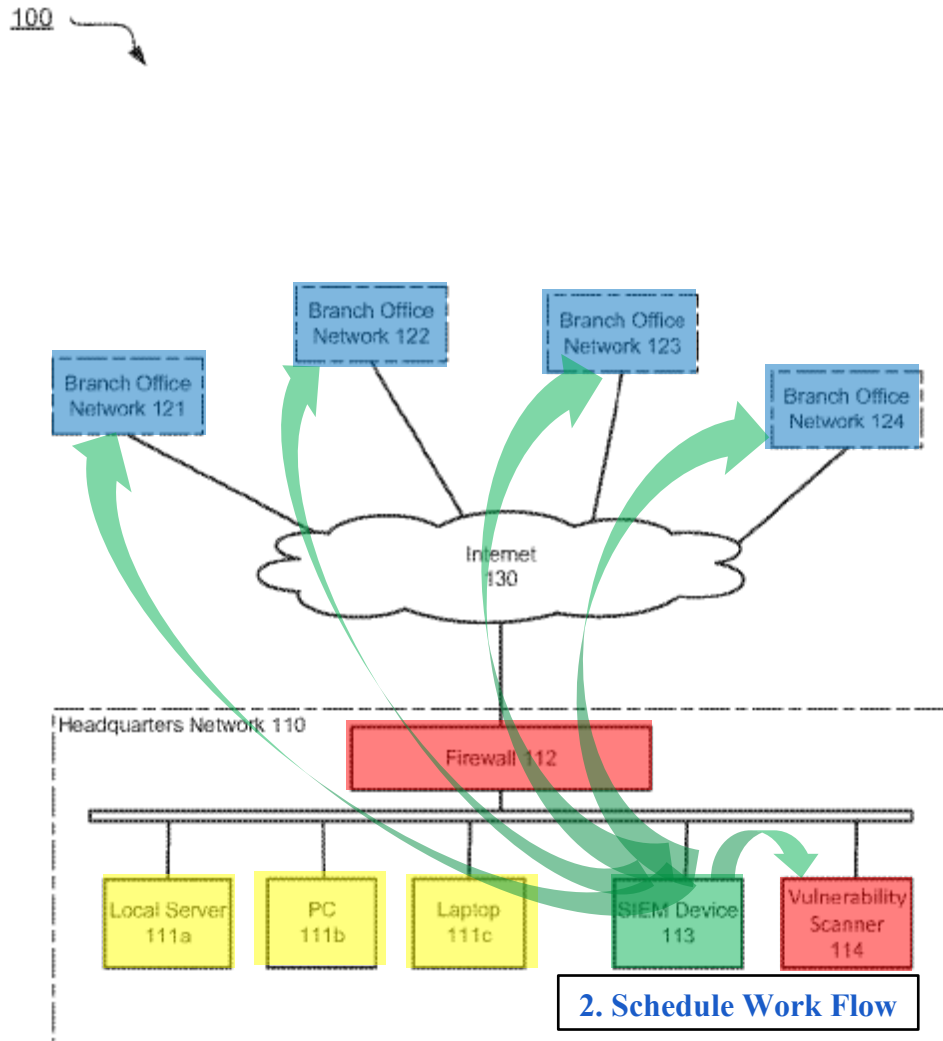 100
Branch Office
Network 122
Branch Office
Network 123
Branch Office
Network 121
Branch Office
Network 124
Internet
130
Headquarters Network 110
Firewall 112
Local Server
111a
PC
111b
Laptop
111c
SIEM Device
113
Vulnerability
Scanner
114
2. Schedule Work Flow